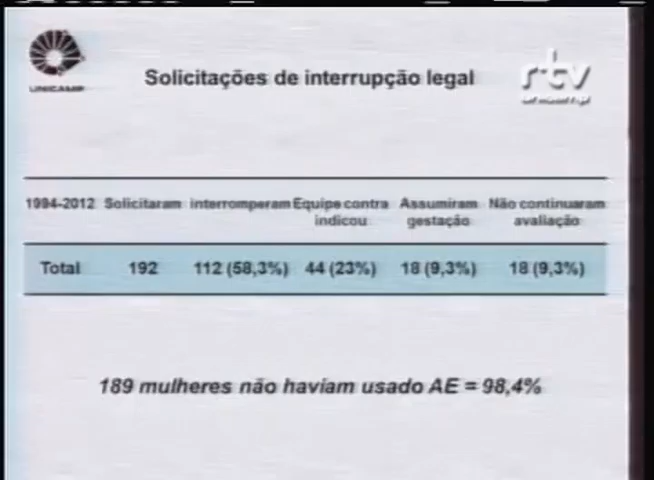 UNICAMP
Solicitações de interrupção legal
rtv
unicamp
1994-2012 Solicitaram interromperam Equipe contra indicou Assumiram gestação Não continuaram avaliação
Total 192 112 (58,3%) 44 (23%) 18 (9,3%) 18 (9,3%)
189 mulheres não haviam usado AE = 98,4%